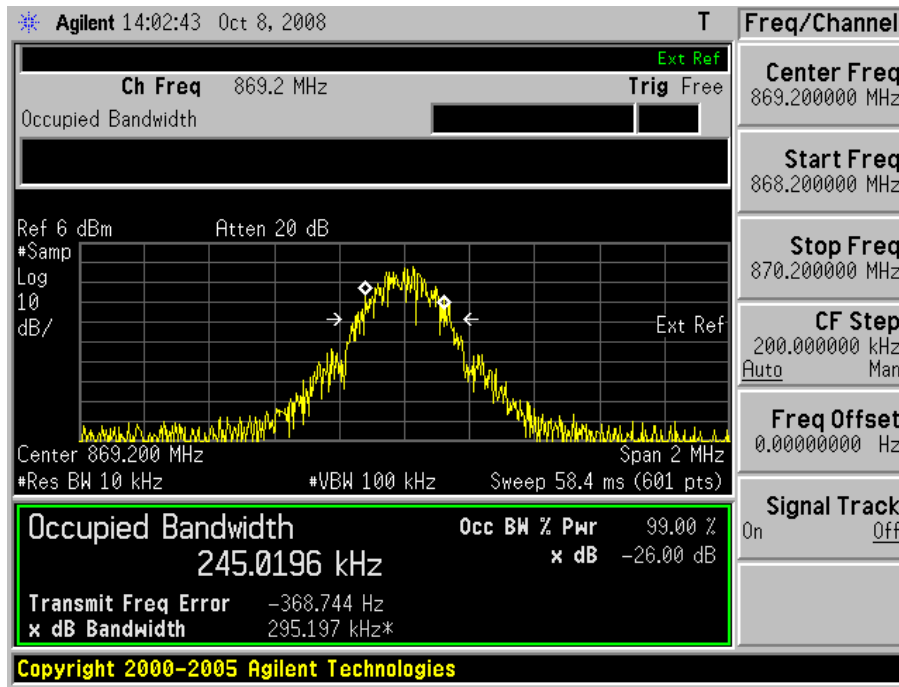 Agilent 14:02:43 Oct 8, 2008 T
Freq/Channel
Ext Ref
Ch Freq 869.2 MHz Trig Free
Occupied Bandwidth
Center Freq
869.200000 MHz
Start Freq
868.200000 MHz
Stop Freq
870.200000 MHz
CF Step
200.000000 kHz
Auto Man
Freq Offset
0.00000000 Hz
Signal Track
On Off
Ref 6 dBm Atten 20 dB
#Samp
Log
10
dB/
Ext Ref
Center 869.200 MHz Span 2 MHz
#Res BW 10 kHz #VBW 100 kHz Sweep 58.4 ms (601 pts)
Occupied Bandwidth Occ BW % Pwr 99.00 %
245.0196 kHz x dB -26.00 dB
Transmit Freq Error -368.744 Hz
x dB Bandwidth 295.197 kHz*
Copyright 2000-2005 Agilent Technologies